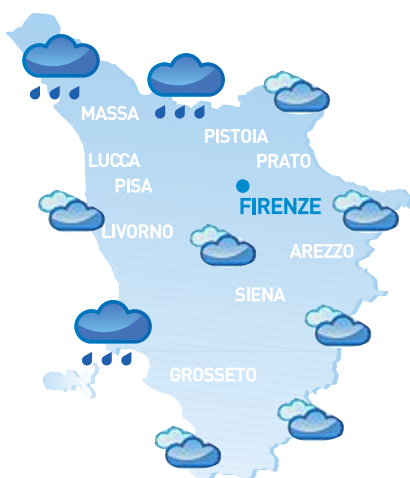 MASSA
PISTOIA
LUCCA
PRATO
PISA
FIRENZE
LIVORNO
AREZZO
SIENA
GROSSETO